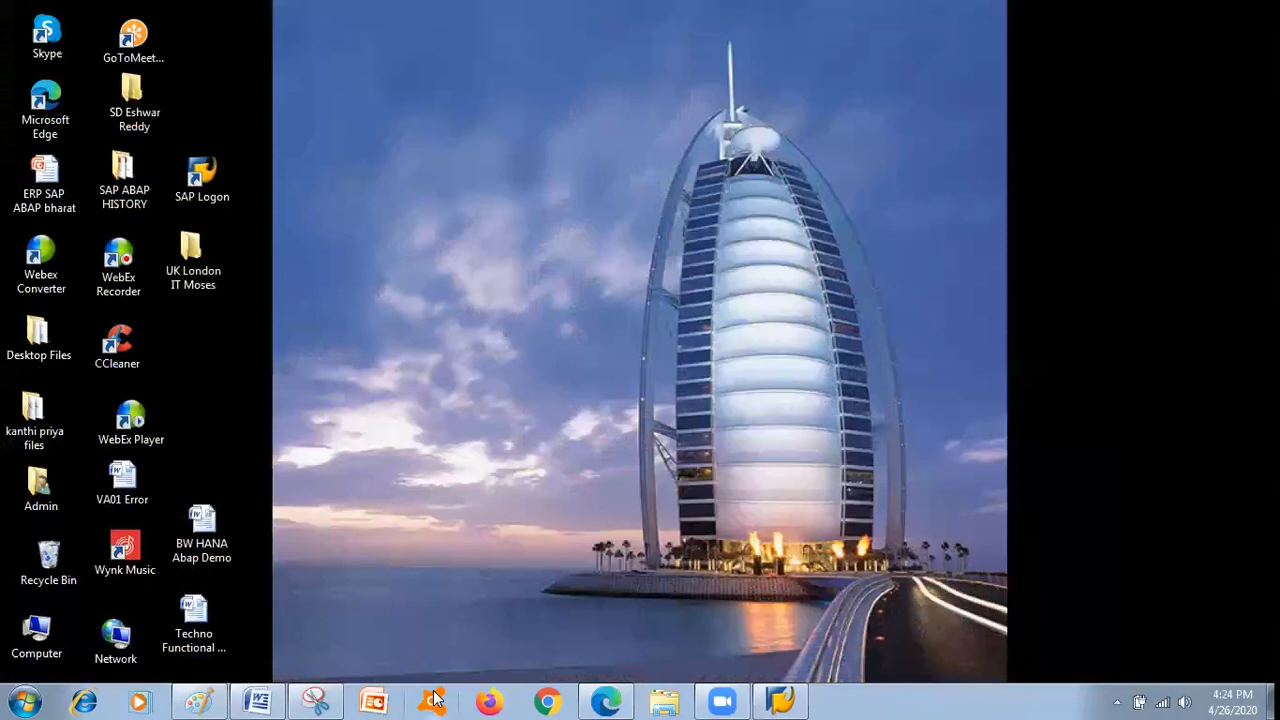 Skype
GoToMeet...
Microsoft
Edge
SD Eshwar
Reddy
ERP SAP
ABAP bharat
SAP ABAP
HISTORY
SAP Logon
Webex
Converter
WebEx
Recorder
UK London
IT Moses
Desktop Files
CCleaner
kanthi priya
files
WebEx Player
Admin
VA01 Error
BW HANA
Abap Demo
Recycle Bin
Wynk Music
Techno
Functional ...
Computer
Network
4:24 PM
4/26/2020